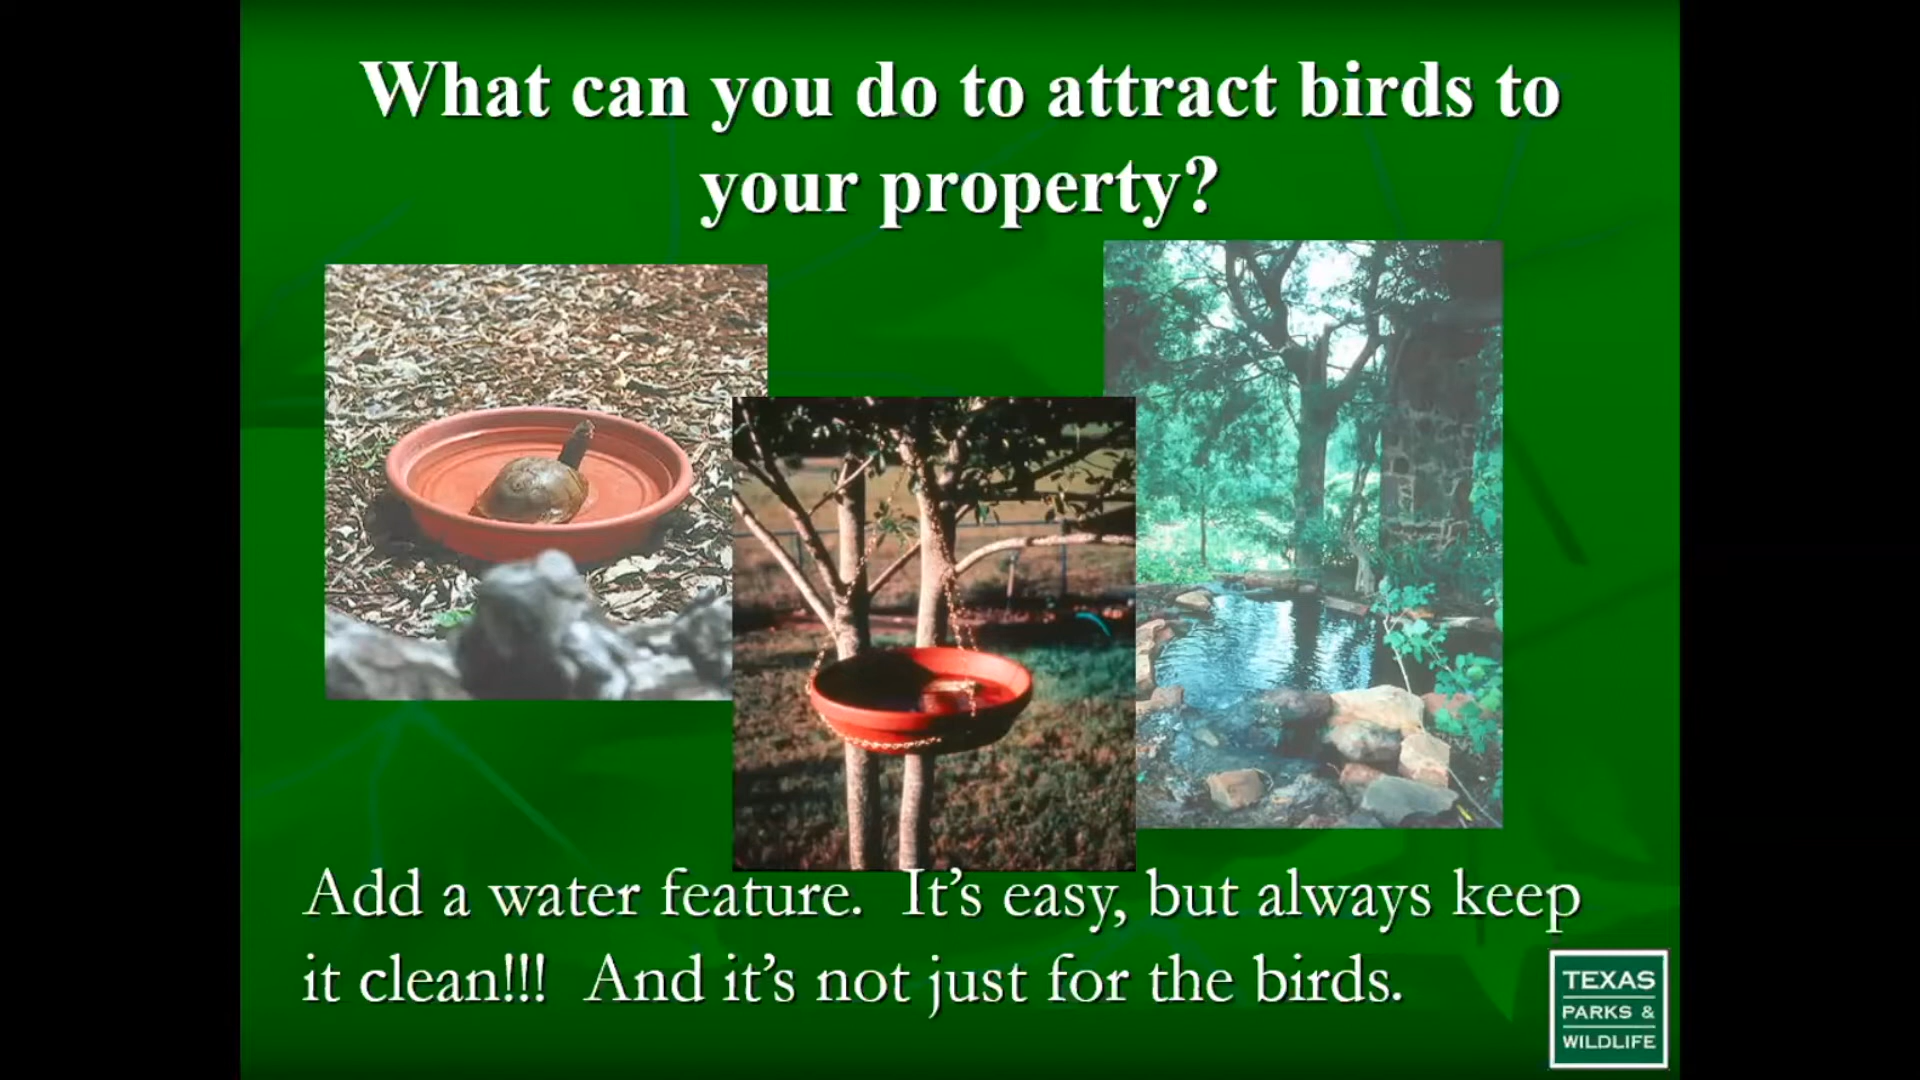 What can you do to attract birds to
your property?
Add a water feature.  It’s easy, but always keep
it clean!!!  And it’s not just for the birds.
TEXAS
PARKS &
WILDLIFE